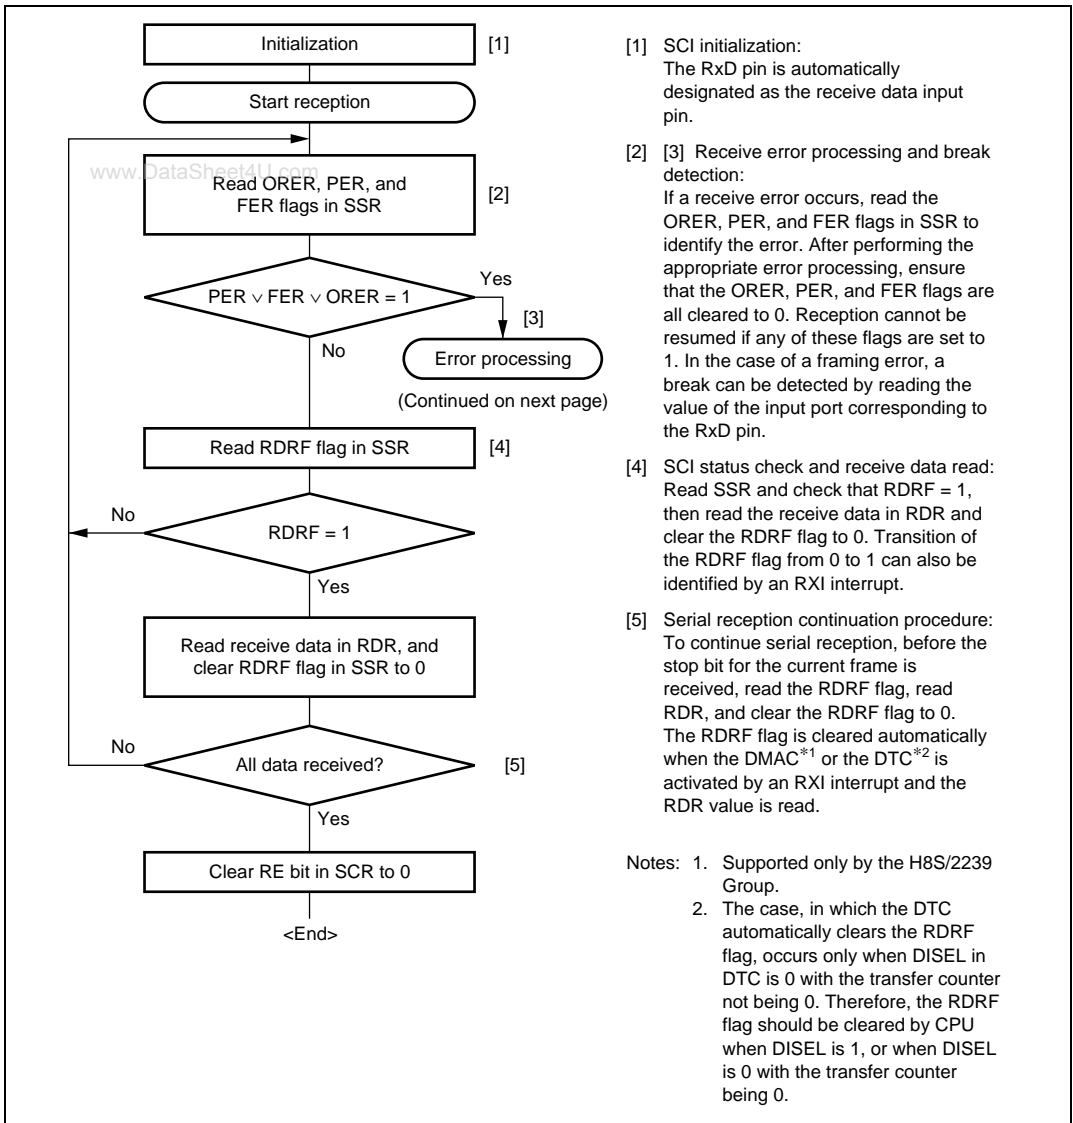 Initialization [1]
Start reception
www.DataSheet4U.com
Read ORER, PER, and
FER flags in SSR
[2]
Yes
PER ∨ FER ∨ ORER = 1
[3]
No
Error processing
(Continued on next page)
Read RDRF flag in SSR [4]
No
RDRF = 1
Yes
Read receive data in RDR, and
clear RDRF flag in SSR to 0
No
All data received? [5]
Yes
Clear RE bit in SCR to 0
<End>
[1] SCI initialization:
The RxD pin is automatically
designated as the receive data input
pin.
[2] [3] Receive error processing and break
detection:
If a receive error occurs, read the
ORER, PER, and FER flags in SSR to
identify the error. After performing the
appropriate error processing, ensure
that the ORER, PER, and FER flags are
all cleared to 0. Reception cannot be
resumed if any of these flags are set to
1. In the case of a framing error, a
break can be detected by reading the
value of the input port corresponding to
the RxD pin.
[4] SCI status check and receive data read:
Read SSR and check that RDRF = 1,
then read the receive data in RDR and
clear the RDRF flag to 0. Transition of
the RDRF flag from 0 to 1 can also be
identified by an RXI interrupt.
[5] Serial reception continuation procedure:
To continue serial reception, before the
stop bit for the current frame is
received, read the RDRF flag, read
RDR, and clear the RDRF flag to 0.
The RDRF flag is cleared automatically
when the DMAC*1 or the DTC*2 is
activated by an RXI interrupt and the
RDR value is read.
Notes: 1. Supported only by the H8S/2239
Group.
2. The case, in which the DTC
automatically clears the RDRF
flag, occurs only when DISEL in
DTC is 0 with the transfer counter
not being 0. Therefore, the RDRF
flag should be cleared by CPU
when DISEL is 1, or when DISEL
is 0 with the transfer counter
being 0.